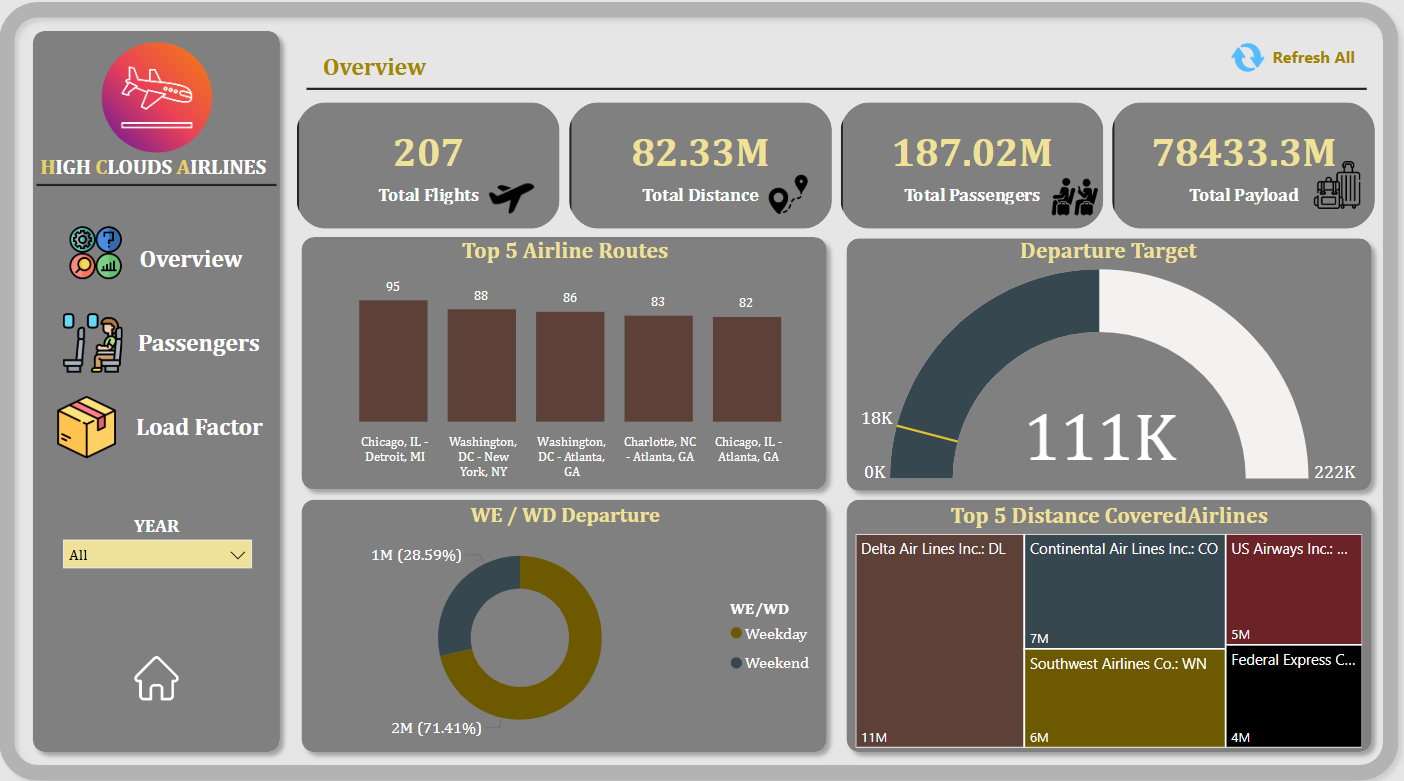 HIGH CLOUDS AIRLINES
Overview
Passengers
Load Factor
YEAR
All
Overview
Refresh All
207
Total Flights
82.33M
Total Distance
187.02M
Total Passengers
78433.3M
Total Payload
Top 5 Airline Routes
95
88
86
83
82
Chicago, IL -
Detroit, MI
Washington,
DC - New
York, NY
Washington,
DC - Atlanta,
GA
Charlotte, NC
- Atlanta, GA
Chicago, IL -
Atlanta, GA
Departure Target
18K
0K
111K
222K
WE / WD Departure
1M (28.59%)
2M (71.41%)
WE/WD
Weekday
Weekend
Top 5 Distance CoveredAirlines
Delta Air Lines Inc.: DL
11M
Continental Air Lines Inc.: CO
7M
Southwest Airlines Co.: WN
6M
US Airways Inc.: ...
5M
Federal Express C...
4M